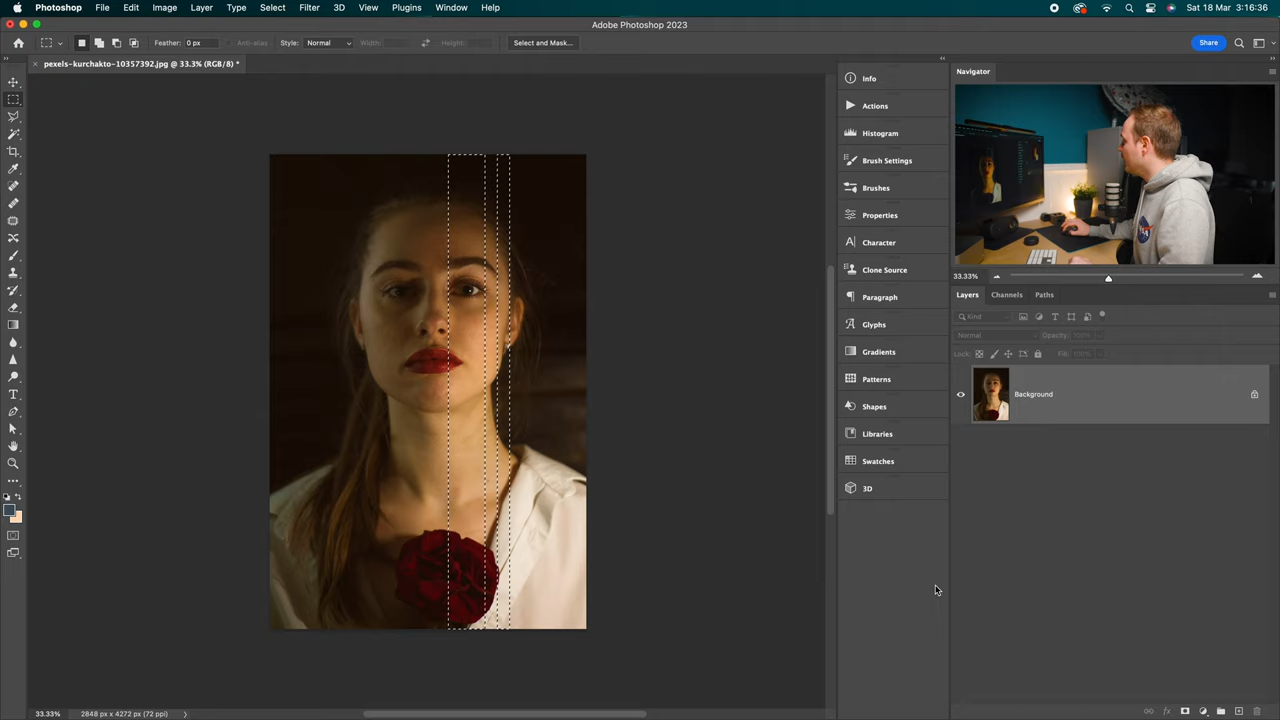 Photoshop File Edit Image Layer Type Select Filter 3D View Plugins Window Help Sat 18 Mar 3:16:36
Adobe Photoshop 2023
Feather: 0 px Anti-alias Style: Normal Width: Height: Select and Mask... Share
pexels-kurchakto-10357392.jpg @ 33.3% (RGB/8) *
Info
Actions
Histogram
Brush Settings
Brushes
Properties
Character
Clone Source
Paragraph
Glyphs
Gradients
Patterns
Shapes
Libraries
Swatches
3D
Navigator
33.33%
Layers Channels Paths
Kind
Normal Opacity: 100%
Lock: Fill: 100%
Background
33.33% 2848 px x 4272 px (72 ppi)